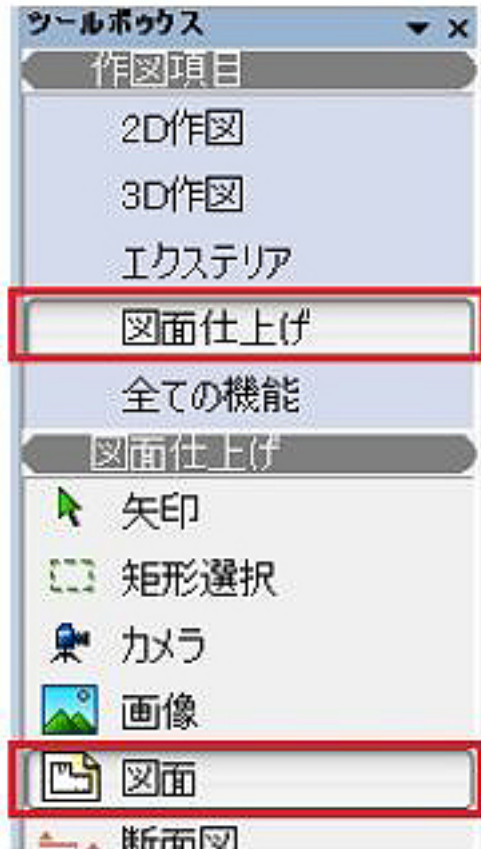 ツールボックス
作図項目
2D作図
3D作図
エクステリア
図面仕上げ
全ての機能
図面仕上げ
矢印
矩形選択
カメラ
画像
図面
断面図